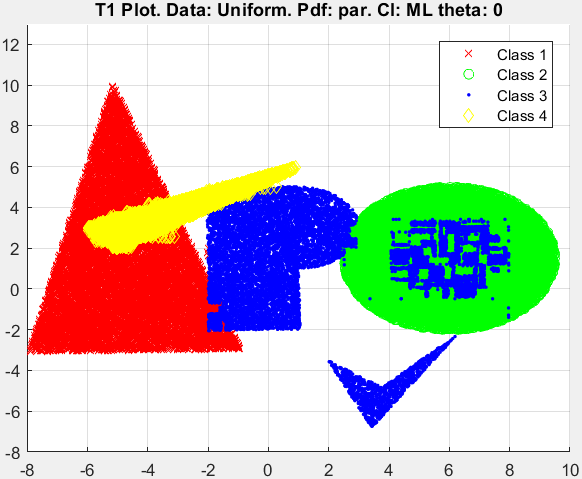 T1 Plot. Data: Uniform. Pdf: par. Cl: ML theta: 0
Class 1
Class 2
Class 3
Class 4
12
10
8
6
4
2
0
-2
-4
-6
-8
-8 -6 -4 -2 0 2 4 6 8 10